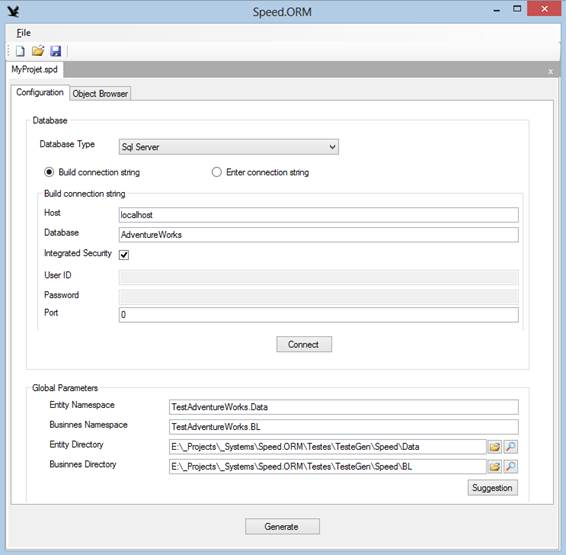 Speed.ORM
File
MyProjet.spd x
Configuration Object Browser
Database
Database Type Sql Server
Build connection string Enter connection string
Build connection string
Host localhost
Database AdventureWorks
Integrated Security
User ID
Password
Port 0
Connect
Global Parameters
Entity Namespace TestAdventureWorks.Data
Businnes Namespace TestAdventureWorks.BL
Entity Directory E:\_Projects\_Systems\Speed.ORM\Testes\TesteGen\Speed\Data
Businnes Directory E:\_Projects\_Systems\Speed.ORM\Testes\TesteGen\Speed\BL
Suggestion
Generate